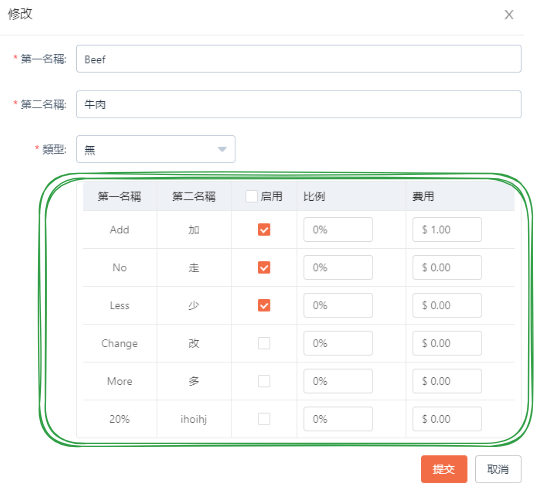 修改
* 第一名稱: Beef
* 第二名稱: 牛肉
* 類型: 無
第一名稱 第二名稱 启用 比例 費用
Add 加 0% $ 1.00
No 走 0% $ 0.00
Less 少 0% $ 0.00
Change 改 0% $ 0.00
More 多 0% $ 0.00
20% ihoihj 0% $ 0.00
提交 取消